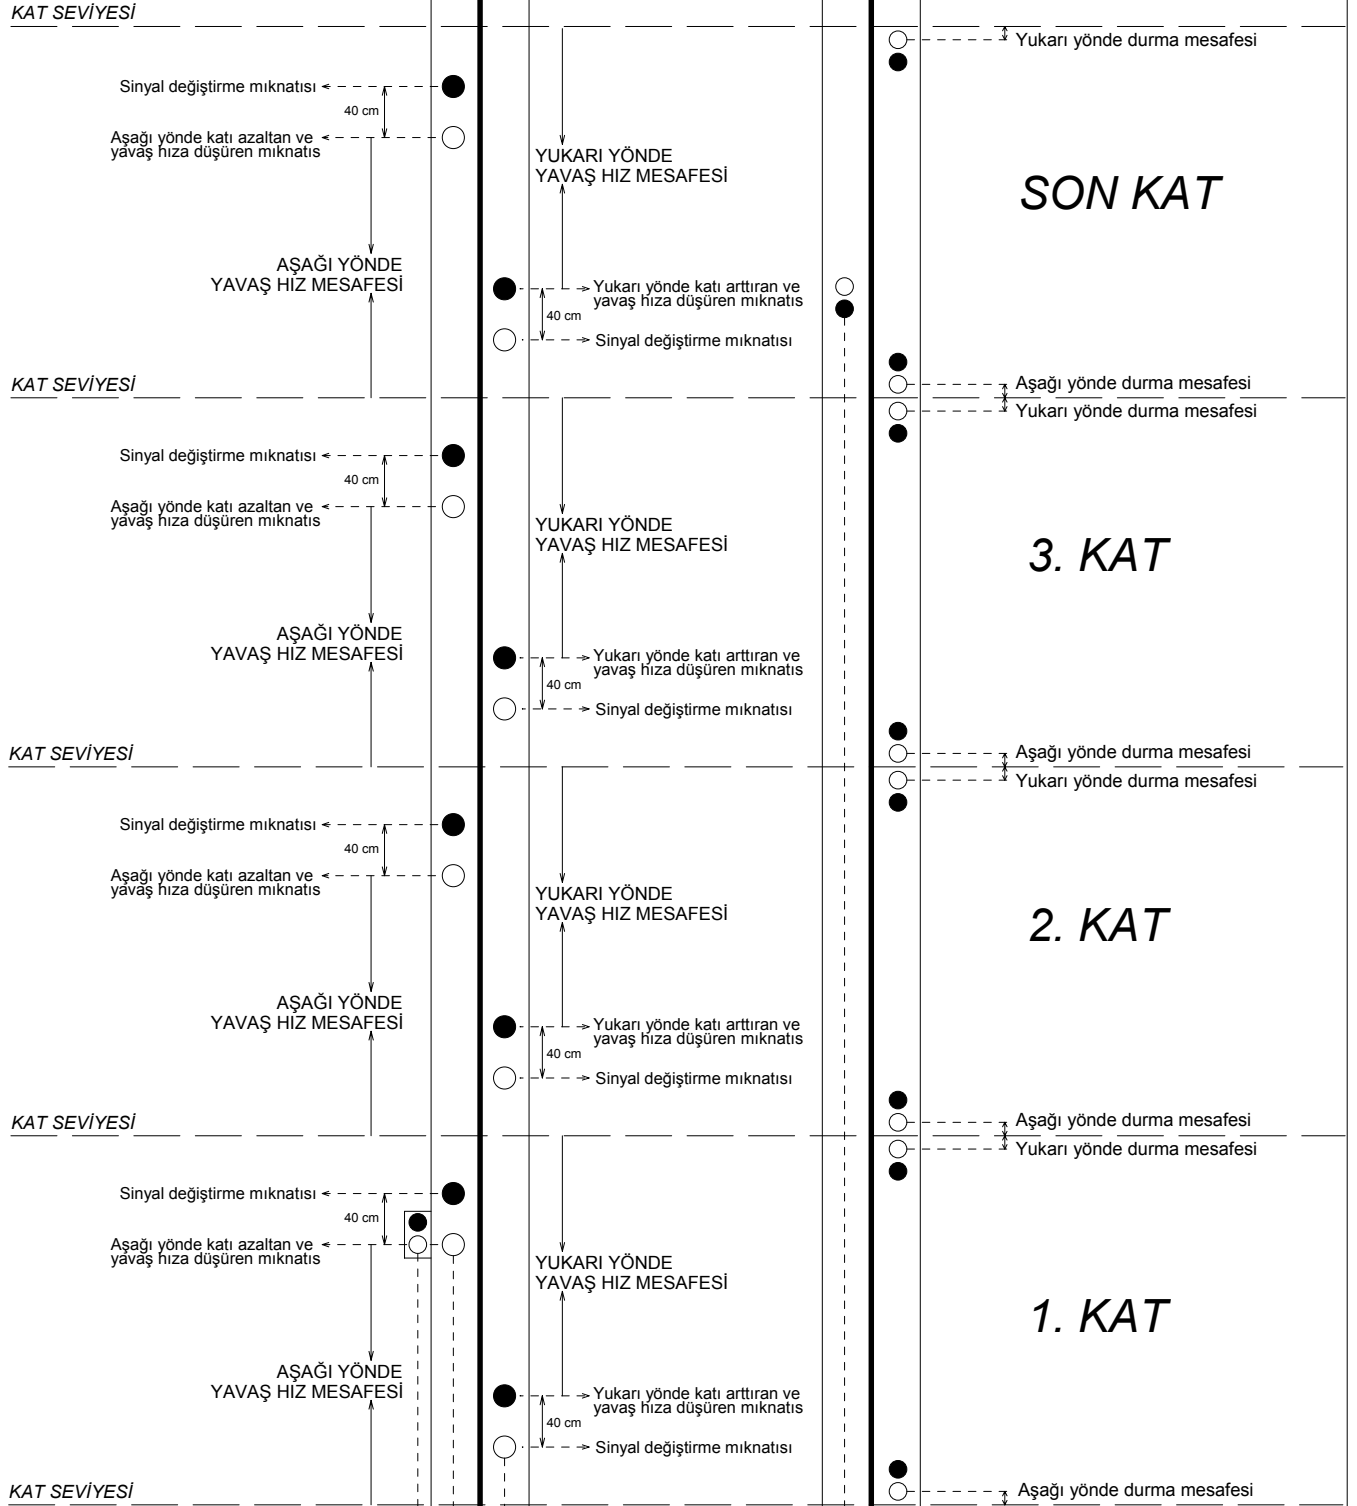 KAT SEVİYESİ
Yukarı yönde durma mesafesi
Sinyal değiştirme mıknatısı
40 cm
Aşağı yönde katı azaltan ve
yavaş hıza düşüren mıknatıs
YUKARI YÖNDE
YAVAŞ HIZ MESAFESİ
SON KAT
AŞAĞI YÖNDE
YAVAŞ HIZ MESAFESİ
Yukarı yönde katı arttıran ve
yavaş hıza düşüren mıknatıs
40 cm
Sinyal değiştirme mıknatısı
KAT SEVİYESİ
Aşağı yönde durma mesafesi
Yukarı yönde durma mesafesi
Sinyal değiştirme mıknatısı
40 cm
Aşağı yönde katı azaltan ve
yavaş hıza düşüren mıknatıs
YUKARI YÖNDE
YAVAŞ HIZ MESAFESİ
3. KAT
AŞAĞI YÖNDE
YAVAŞ HIZ MESAFESİ
Yukarı yönde katı arttıran ve
yavaş hıza düşüren mıknatıs
40 cm
Sinyal değiştirme mıknatısı
KAT SEVİYESİ
Aşağı yönde durma mesafesi
Yukarı yönde durma mesafesi
Sinyal değiştirme mıknatısı
40 cm
Aşağı yönde katı azaltan ve
yavaş hıza düşüren mıknatıs
YUKARI YÖNDE
YAVAŞ HIZ MESAFESİ
2. KAT
AŞAĞI YÖNDE
YAVAŞ HIZ MESAFESİ
Yukarı yönde katı arttıran ve
yavaş hıza düşüren mıknatıs
40 cm
Sinyal değiştirme mıknatısı
KAT SEVİYESİ
Aşağı yönde durma mesafesi
Yukarı yönde durma mesafesi
Sinyal değiştirme mıknatısı
40 cm
Aşağı yönde katı azaltan ve
yavaş hıza düşüren mıknatıs
YUKARI YÖNDE
YAVAŞ HIZ MESAFESİ
1. KAT
AŞAĞI YÖNDE
YAVAŞ HIZ MESAFESİ
Yukarı yönde katı arttıran ve
yavaş hıza düşüren mıknatıs
40 cm
Sinyal değiştirme mıknatısı
KAT SEVİYESİ
Aşağı yönde durma mesafesi